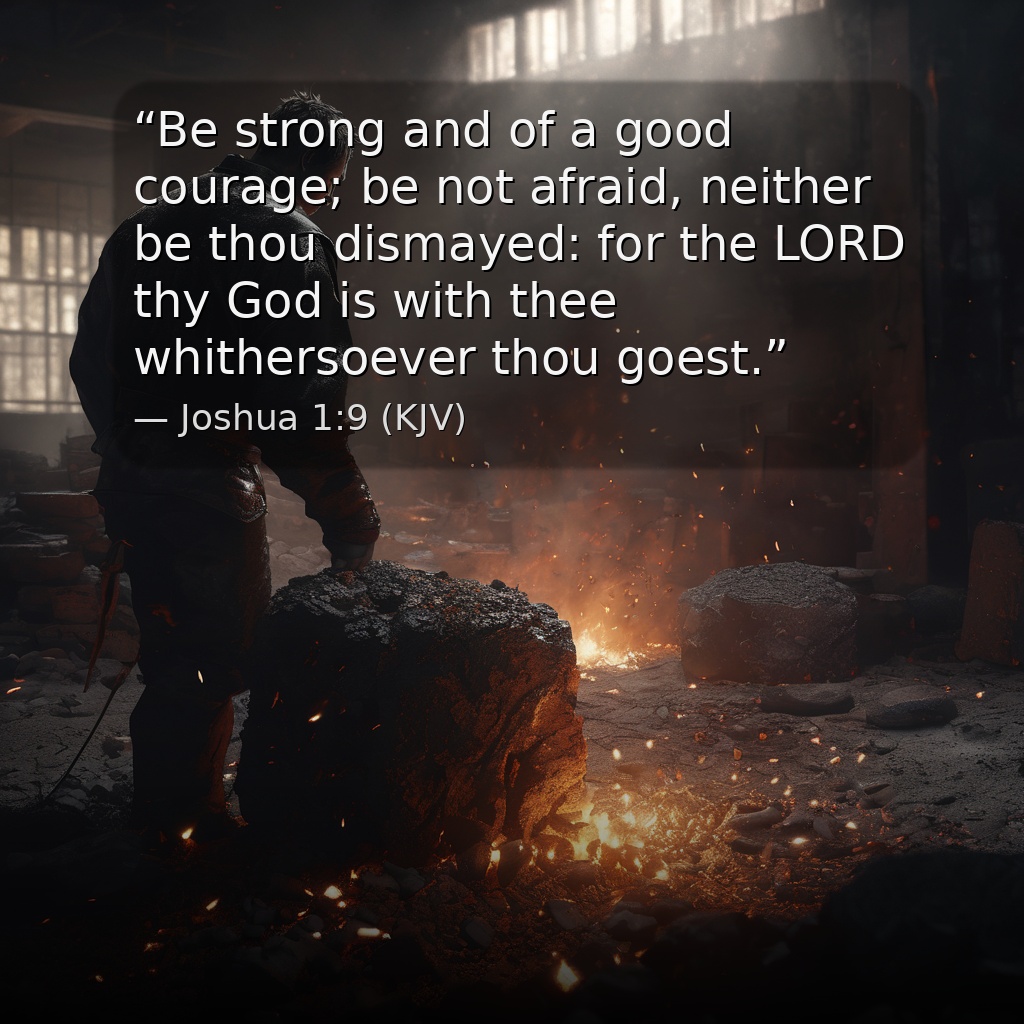 “Be strong and of a good
courage; be not afraid, neither
be thou dismayed: for the LORD
thy God is with thee
whithersoever thou goest.”
— Joshua 1:9 (KJV)